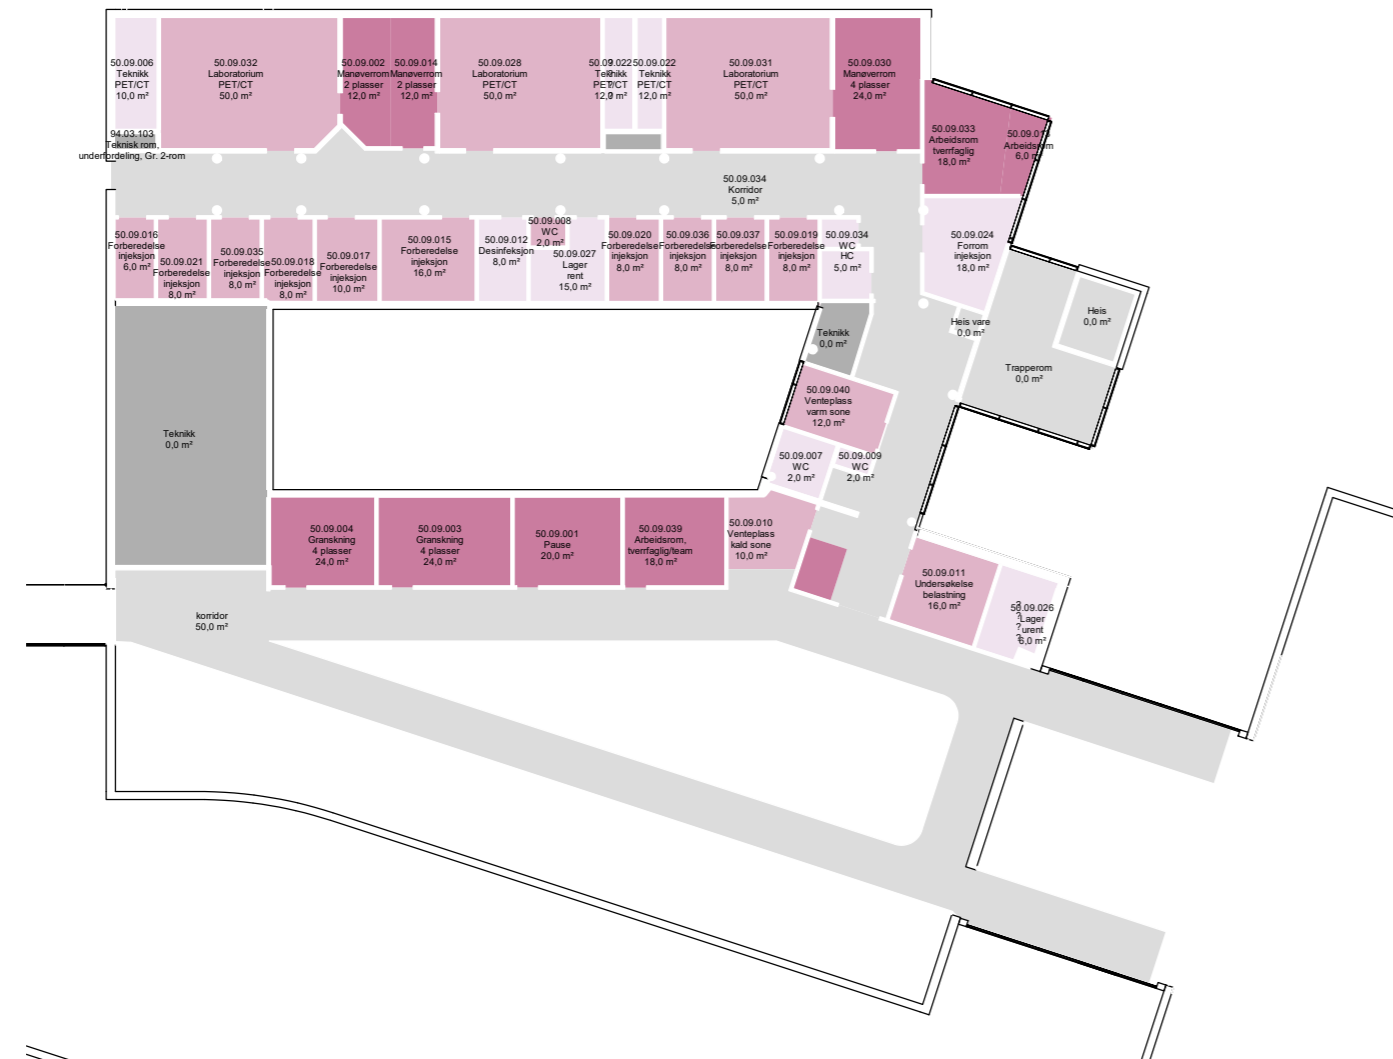 50.09.006
Teknikk
PET/CT
10,0 m²
50.09.032
Laboratorium
PET/CT
50,0 m²
50.09.002
Manøverrom
2 plasser
12,0 m²
50.09.014
Manøverrom
2 plasser
12,0 m²
50.09.028
Laboratorium
PET/CT
50,0 m²
50.09.022
Teknikk
PET/CT
12,0 m²
50.09.022
Teknikk
PET/CT
12,0 m²
50.09.031
Laboratorium
PET/CT
50,0 m²
50.09.030
Manøverrom
4 plasser
24,0 m²
94.03.103
Teknisk rom,
underfordeling, Gr. 2-rom
50.09.033
Arbeidsrom
tverrfaglig
18,0 m²
Arbeidsrom
6,0 m²
50.09.034
Korridor
5,0 m²
50.09.016
Forberedelse
injeksjon
6,0 m²
50.09.021
Forberedelse
injeksjon
8,0 m²
50.09.035
Forberedelse
injeksjon
8,0 m²
50.09.018
Forberedelse
injeksjon
8,0 m²
50.09.017
Forberedelse
injeksjon
10,0 m²
50.09.015
Forberedelse
injeksjon
16,0 m²
50.09.012
Desinfeksjon
8,0 m²
50.09.008
WC
2,0 m²
50.09.027
Lager
rent
15,0 m²
50.09.020
Forberedelse
injeksjon
8,0 m²
50.09.036
Forberedelse
injeksjon
8,0 m²
50.09.037
Forberedelse
injeksjon
8,0 m²
50.09.019
Forberedelse
injeksjon
8,0 m²
50.09.034
WC
HC
5,0 m²
50.09.024
Forrom
injeksjon
18,0 m²
Heis vare
0,0 m²
Heis
0,0 m²
Trapperom
0,0 m²
Teknikk
0,0 m²
50.09.040
Venteplass
varm sone
12,0 m²
Teknikk
0,0 m²
50.09.007
WC
2,0 m²
50.09.009
WC
2,0 m²
50.09.004
Granskning
4 plasser
24,0 m²
50.09.003
Granskning
4 plasser
24,0 m²
50.09.001
Pause
20,0 m²
50.09.039
Arbeidsrom,
tverrfaglig/team
18,0 m²
50.09.010
Venteplass
kald sone
10,0 m²
50.09.011
Undersøkelse
belastning
16,0 m²
50.09.026
Lager
urent
6,0 m²
?
?
?
?
korridor
50,0 m²